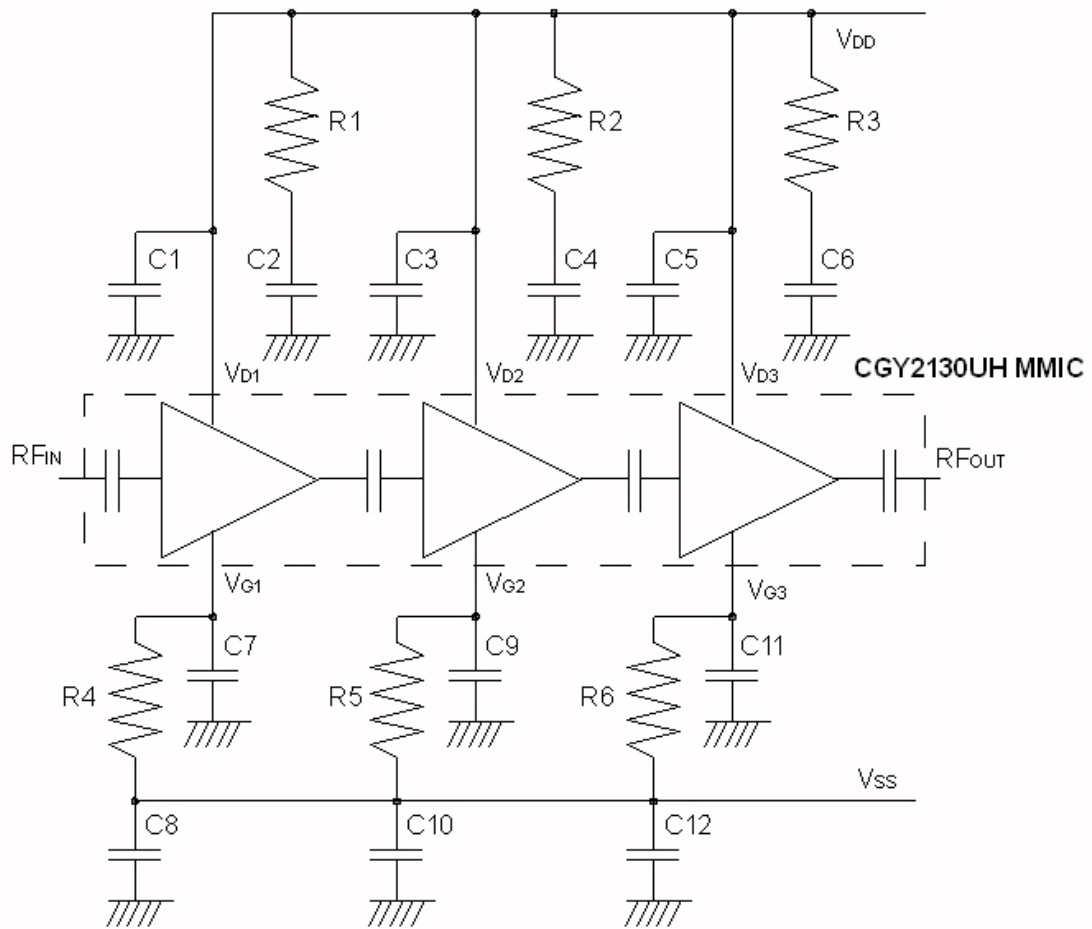 VDD
R1
R2
R3
C1
C2
C3
C4
C5
C6
VD1
VD2
VD3
CGY2130UH MMIC
RFIN
RFOUT
VG1
VG2
VG3
C7
C9
C11
R4
R5
R6
VSS
C8
C10
C12